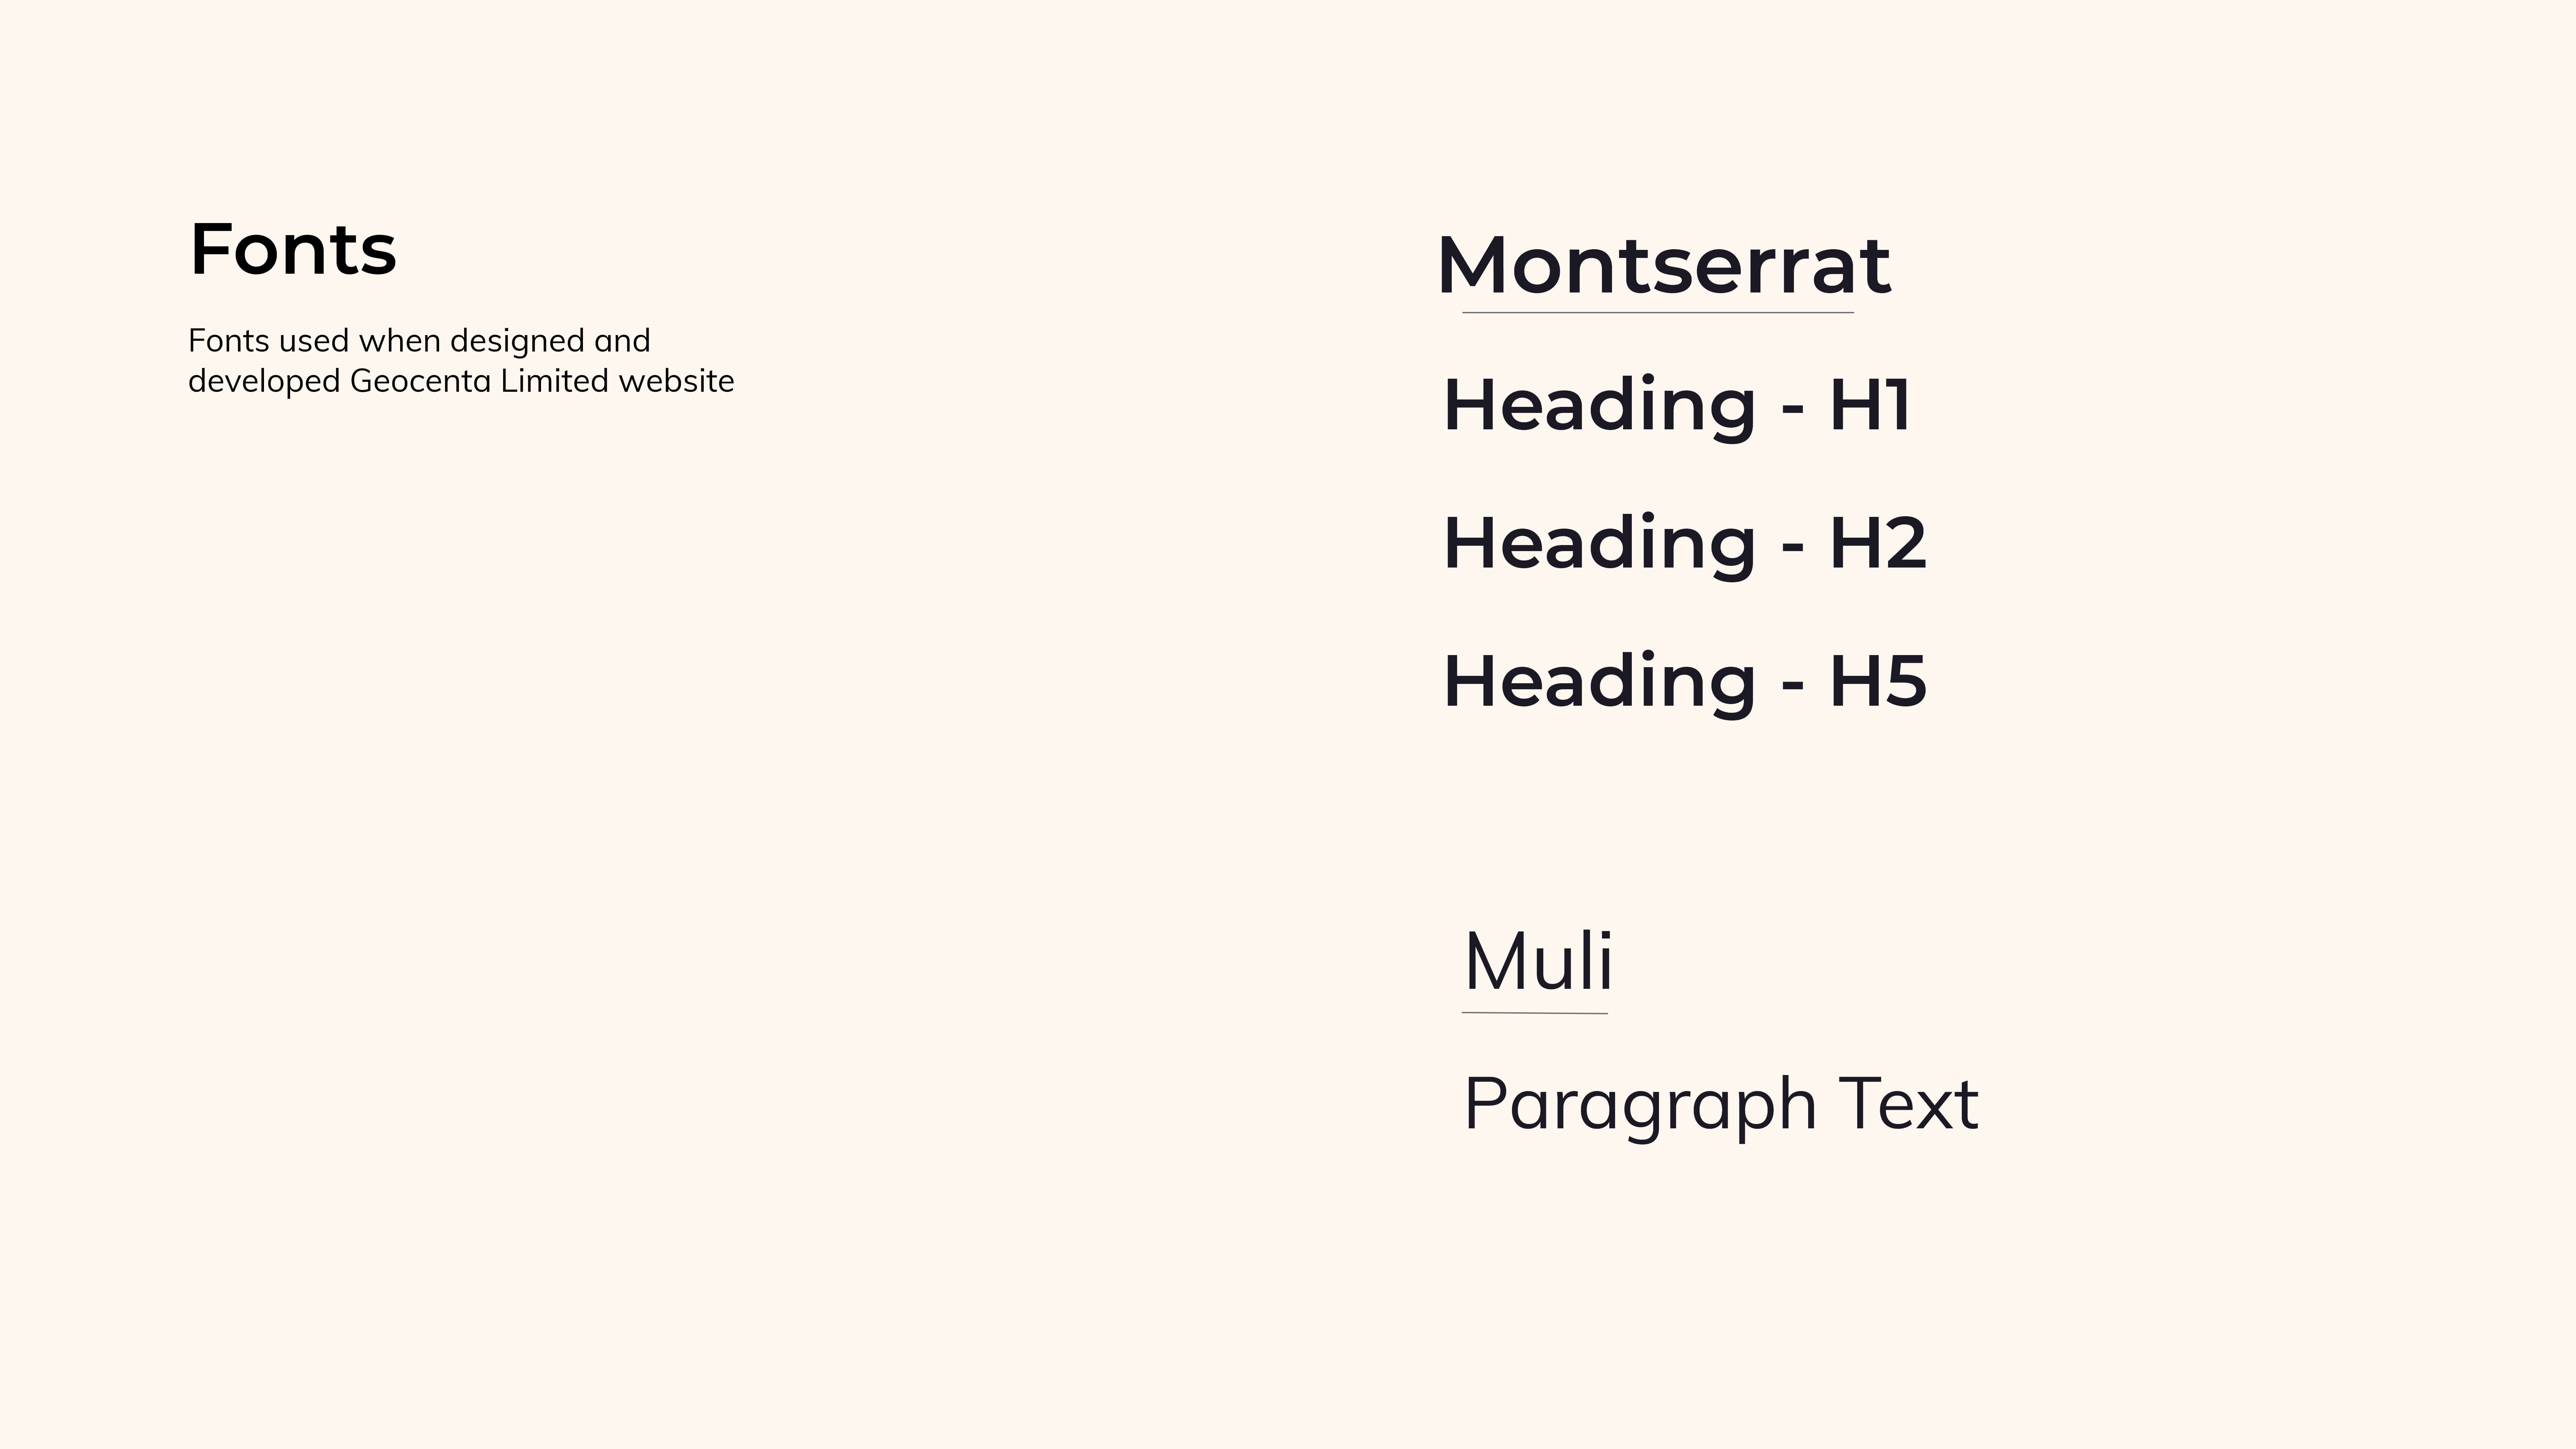 Fonts
Fonts used when designed and
developed Geocenta Limited website
Montserrat
Heading - H1
Heading - H2
Heading - H5
Muli
Paragraph Text